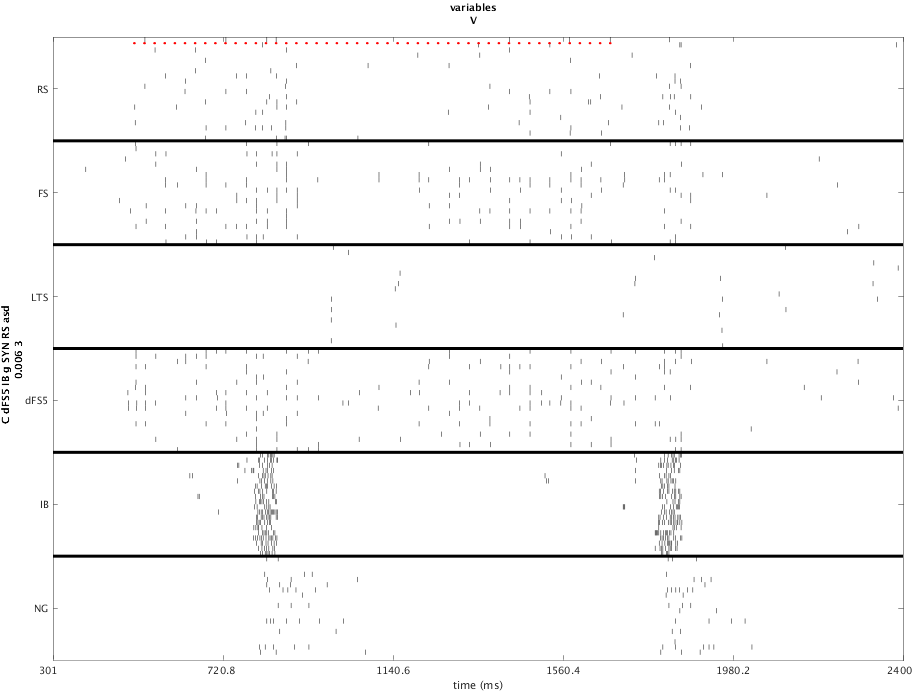 variables
V
RS
FS
LTS
dFS5
IB
NG
C dFS5 IB g SYN RS asd
0.006 3
301
720.8
1140.6
1560.4
1980.2
2400
time (ms)